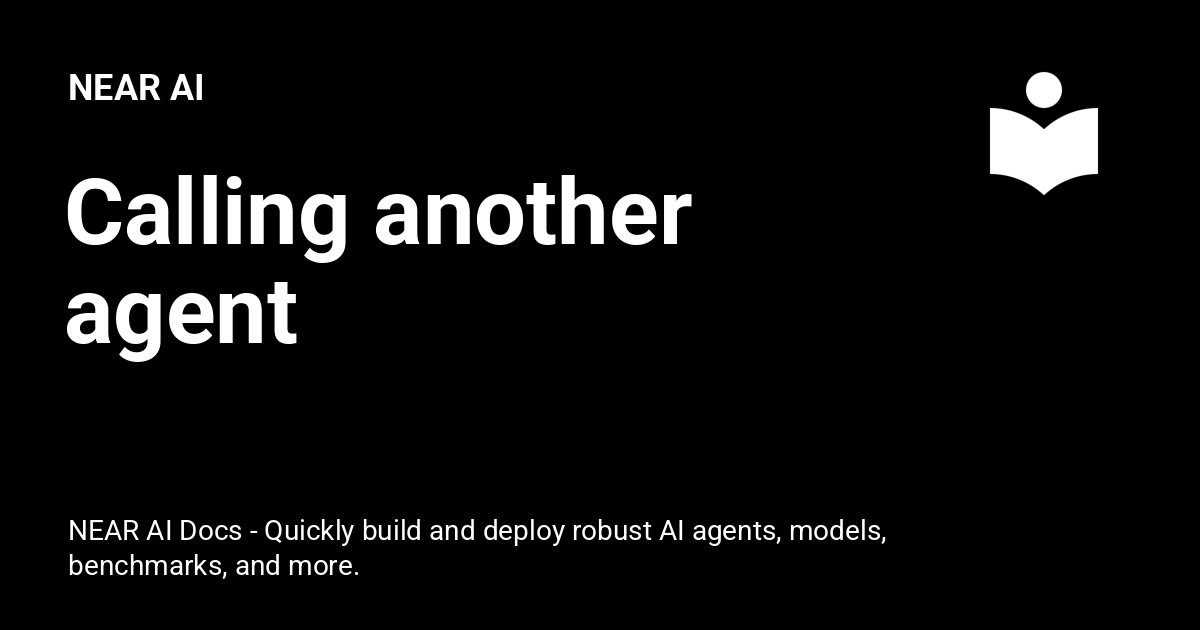 NEAR AI
Calling another
agent
NEAR AI Docs - Quickly build and deploy robust AI agents, models,
benchmarks, and more.